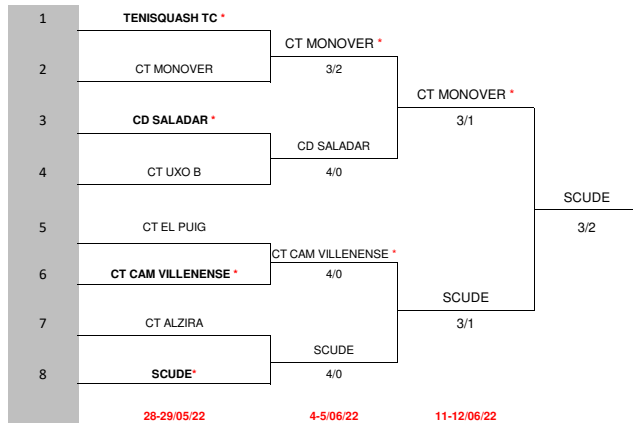 1 TENISQUASH TC *
CT MONOVER *
2 CT MONOVER 3/2
CT MONOVER *
3 CD SALADAR * 3/1
CD SALADAR
4 CT UXO B 4/0
SCUDE
5 CT EL PUIG 3/2
CT CAM VILLENENSE *
6 CT CAM VILLENENSE * 4/0
SCUDE
7 CT ALZIRA 3/1
SCUDE
8 SCUDE* 4/0
28-29/05/22 4-5/06/22 11-12/06/22